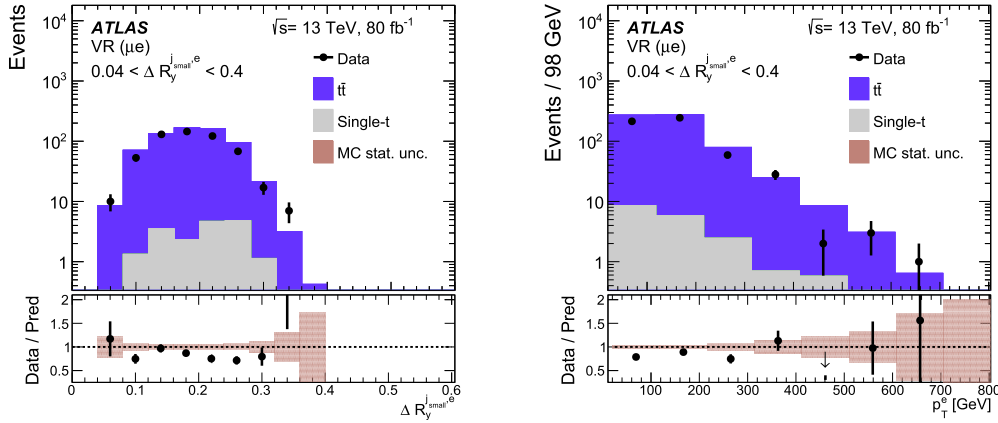 Events
10⁴
10³
10²
10
1
ATLAS
√s= 13 TeV, 80 fb⁻¹
VR (μe)
0.04 < Δ R_y^{j_small,e} < 0.4
Data
tt̄
Single-t
MC stat. unc.
Data / Pred
2
1.5
1
0.5
0 0.1 0.2 0.3 0.4 0.5 0.6
Δ R_y^{j_small,e}
Events / 98 GeV
10⁴
10³
10²
10
1
ATLAS
√s= 13 TeV, 80 fb⁻¹
VR (μe)
0.04 < Δ R_y^{j_small,e} < 0.4
Data
tt̄
Single-t
MC stat. unc.
Data / Pred
2
1.5
1
0.5
100 200 300 400 500 600 700 800
p_T^e [GeV]